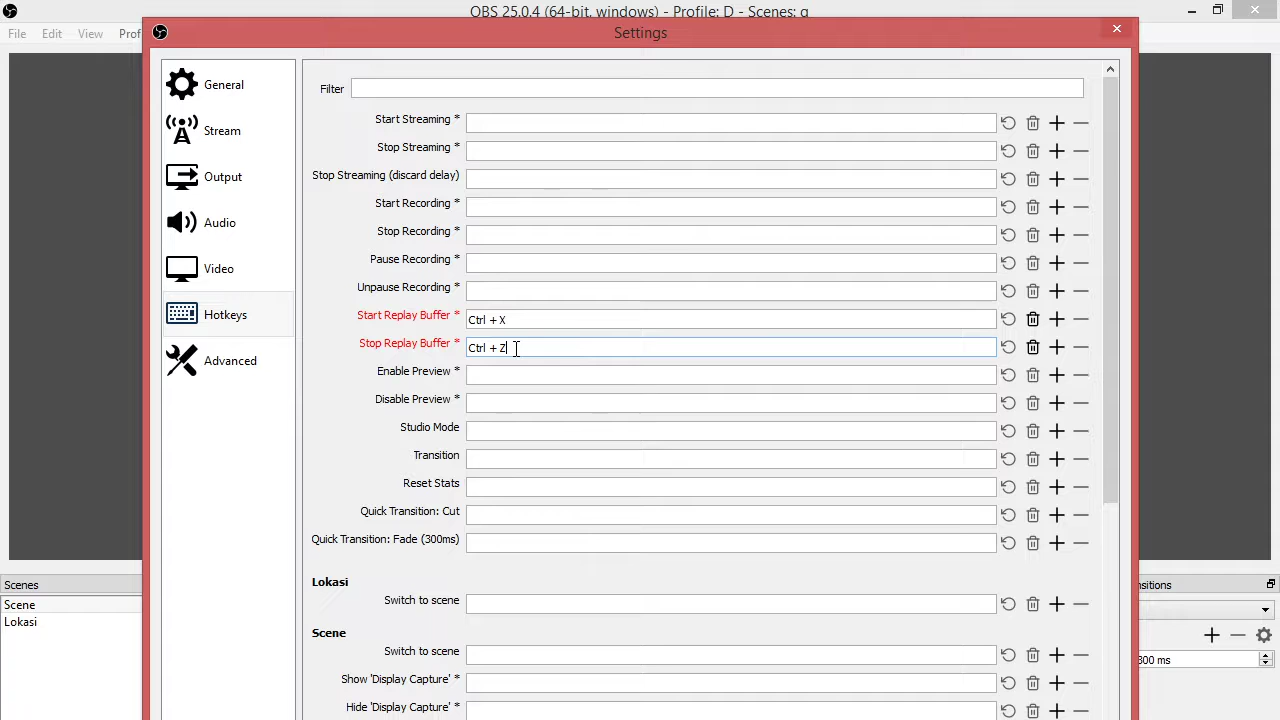 OBS 25.0.4 (64-bit, windows) - Profile: D - Scenes: g
File Edit View Prof
Settings
General
Stream
Output
Audio
Video
Hotkeys
Advanced
Filter
Start Streaming *
Stop Streaming *
Stop Streaming (discard delay)
Start Recording *
Stop Recording *
Pause Recording *
Unpause Recording *
Start Replay Buffer * Ctrl + X
Stop Replay Buffer * Ctrl + Z
Enable Preview *
Disable Preview *
Studio Mode
Transition
Reset Stats
Quick Transition: Cut
Quick Transition: Fade (300ms)
Lokasi
Switch to scene
Scene
Switch to scene
Show 'Display Capture' *
Hide 'Display Capture' *
Scenes
Scene
Lokasi
nsitions
300 ms